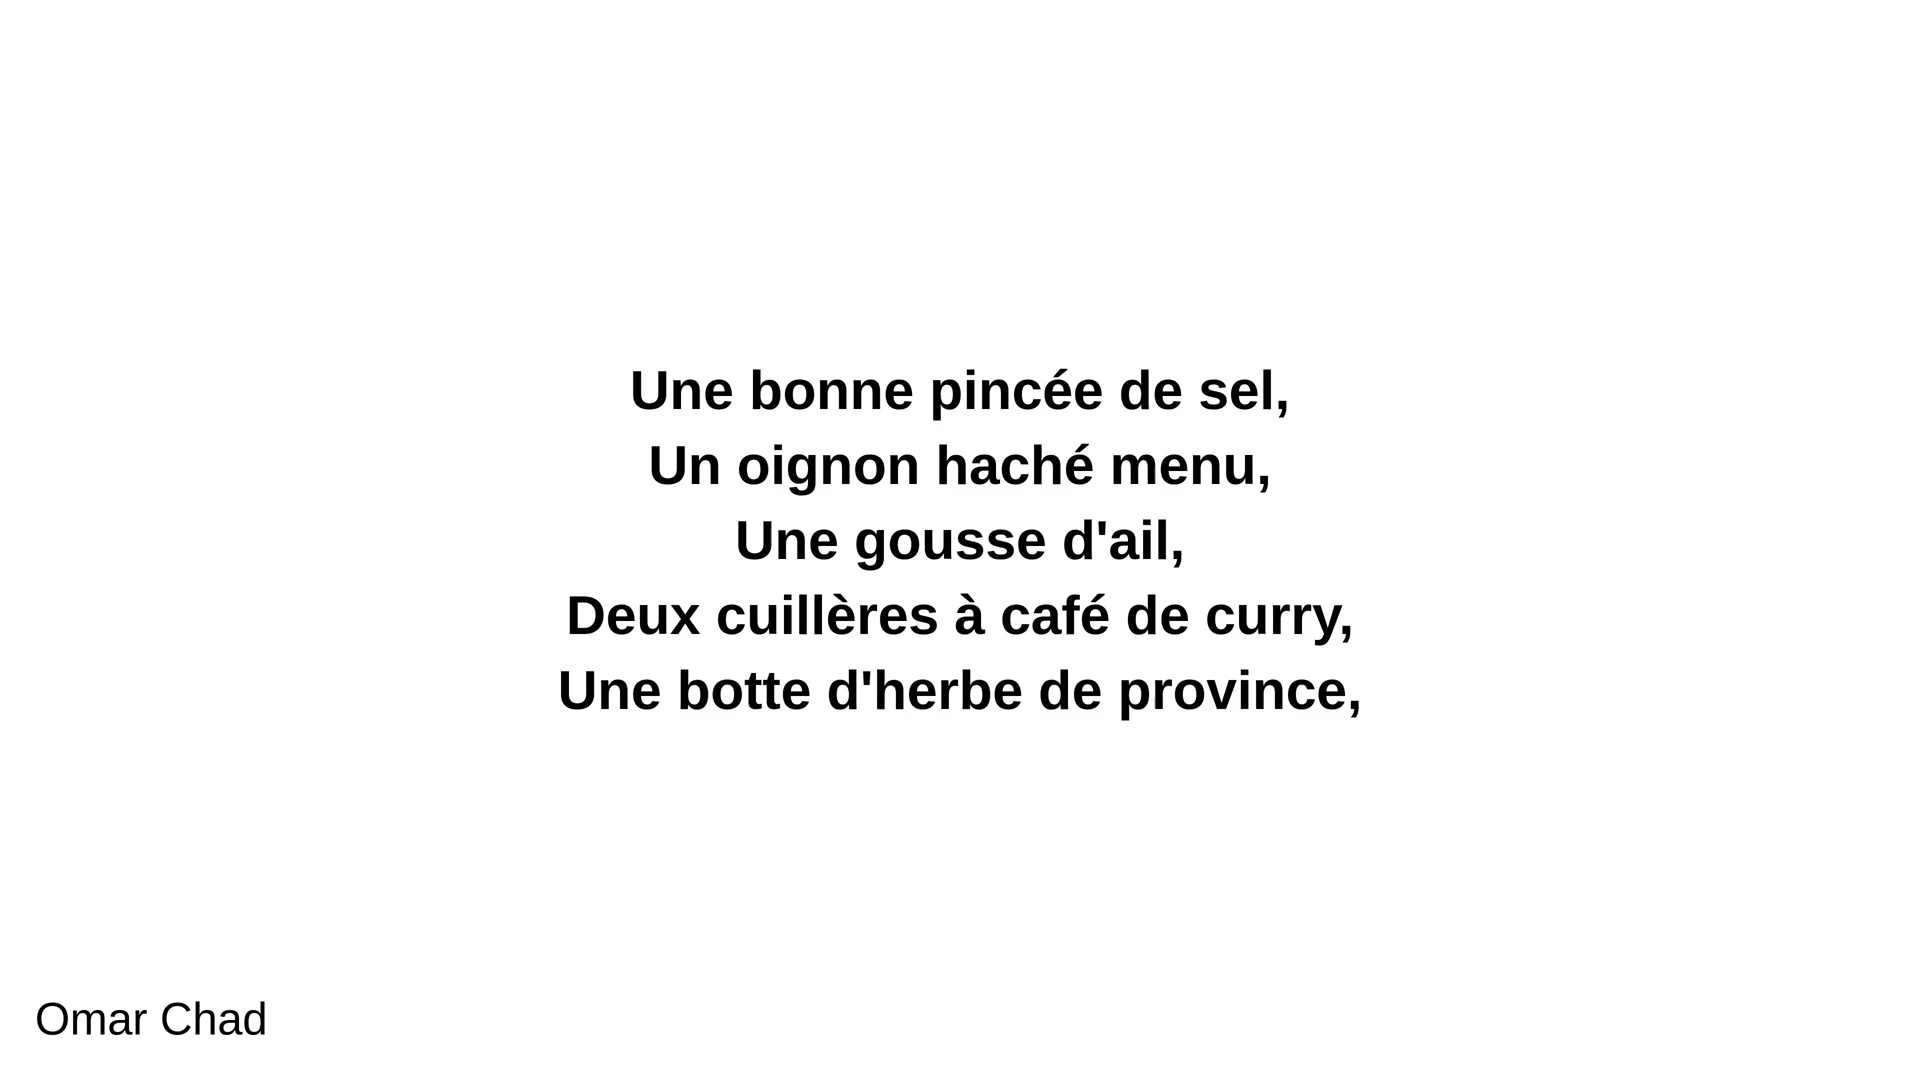 Une bonne pincée de sel,
Un oignon haché menu,
Une gousse d'ail,
Deux cuillères à café de curry,
Une botte d'herbe de province,
Omar Chad